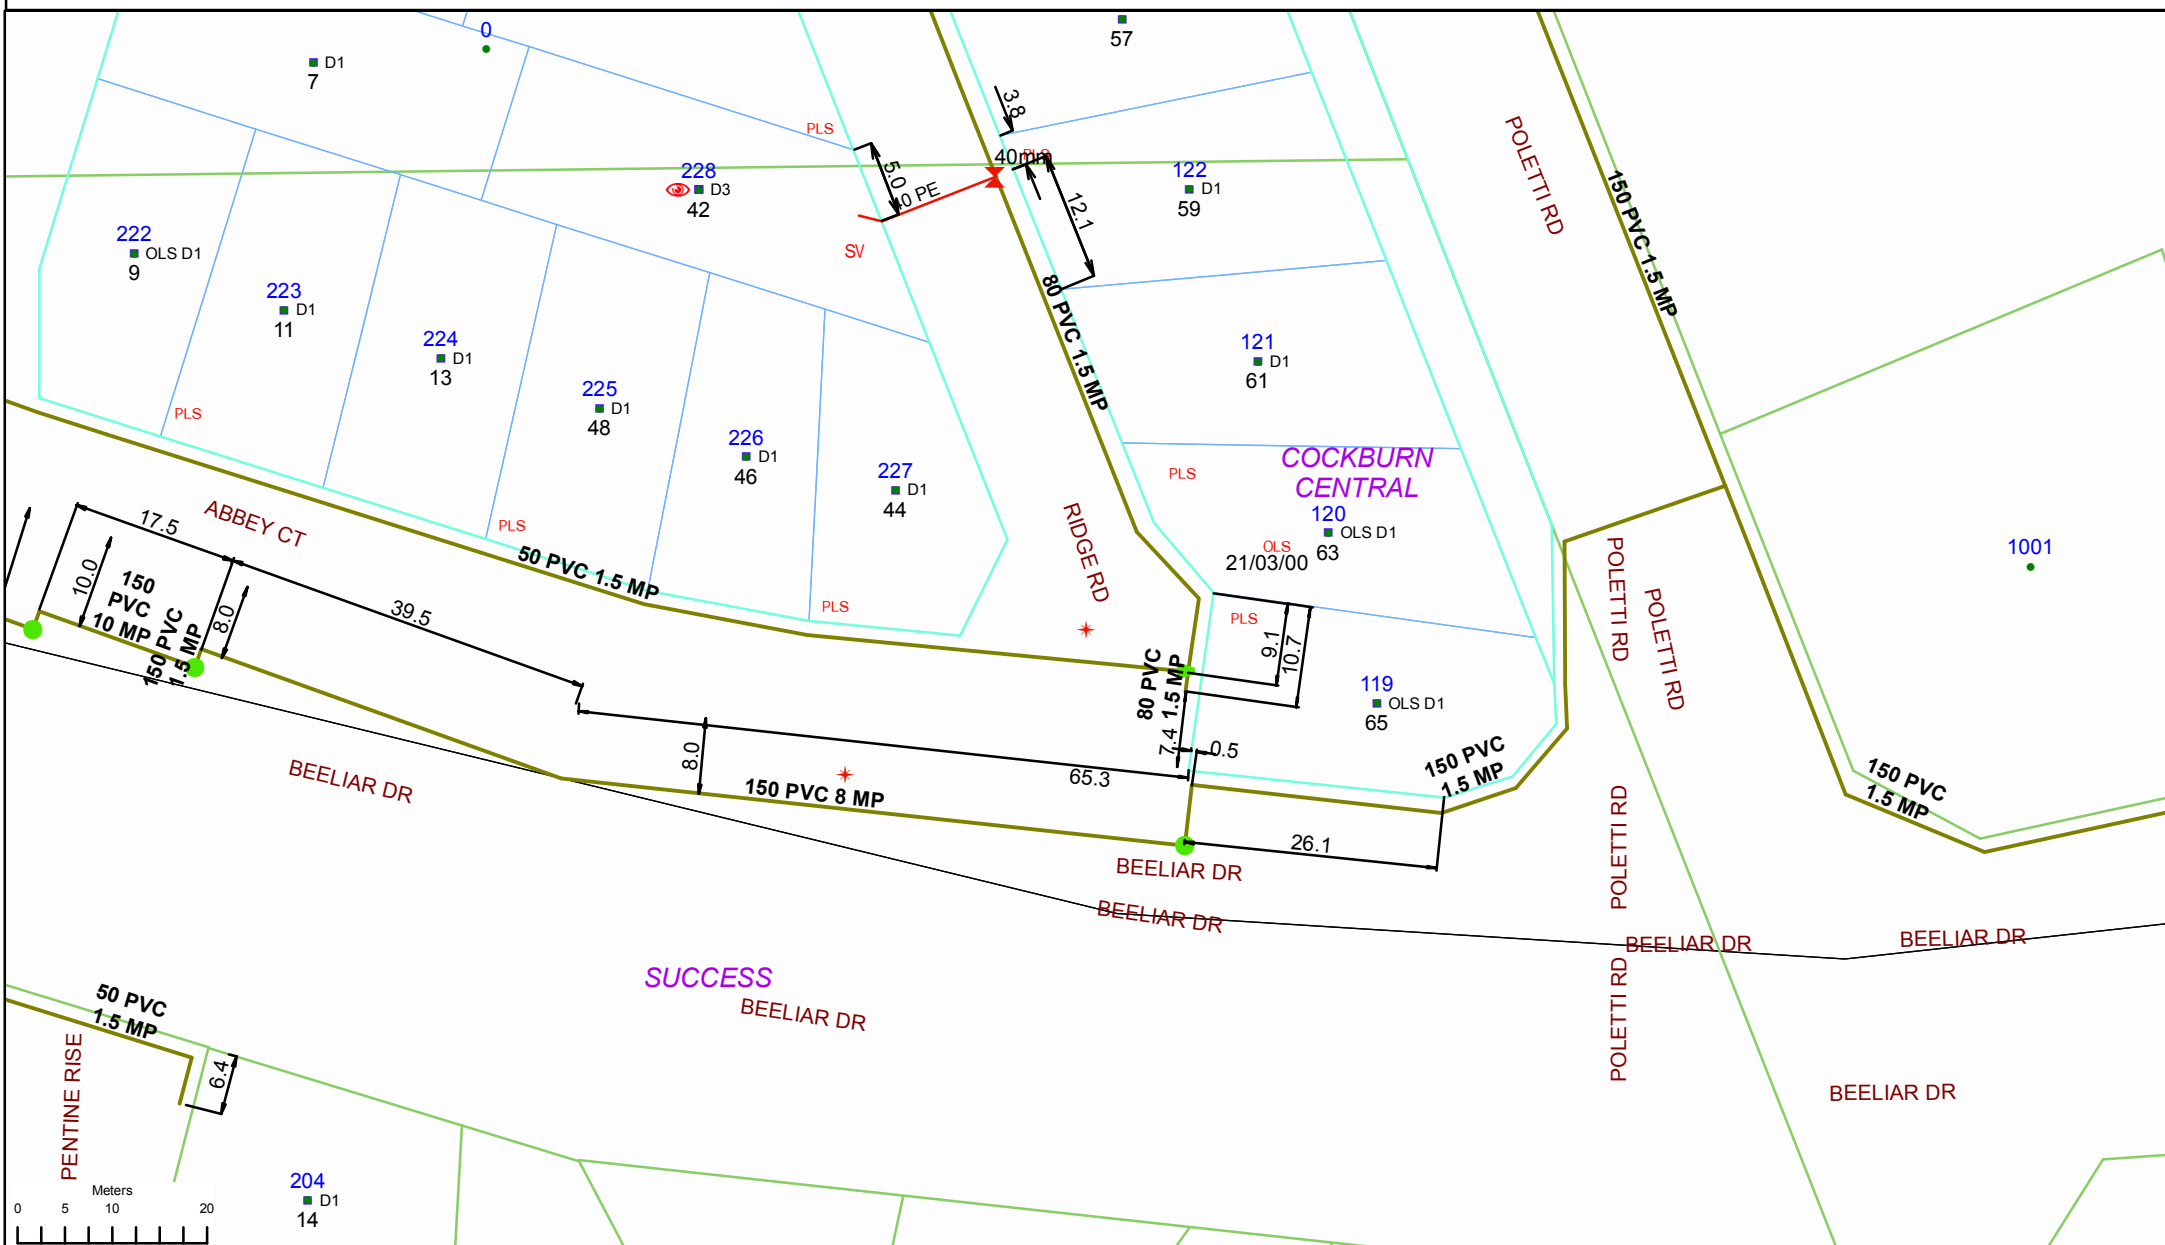 0
57
D1
7
3.8
PLS
40mm
PLS
POLETTI RD
5.0
40 PE
228
D3
42
122
D1
59
150 PVC 1.5 MP
12.1
222
OLS D1
9
SV
223
D1
11
80 PVC 1.5 MP
224
D1
13
121
D1
61
225
D1
48
PLS
226
D1
46
227
D1
44
COCKBURN
CENTRAL
PLS
120
OLS D1
63
OLS
21/03/00
17.5
ABBEY CT
PLS
RIDGE RD
10.0
150
PVC
10 MP
150 PVC
1.5 MP
8.0
39.5
50 PVC 1.5 MP
PLS
PLS
9.1
10.7
POLETTI RD
POLETTI RD
1001
80 PVC
1.5 MP
119
OLS D1
65
7.4
0.5
8.0
65.3
150 PVC
1.5 MP
BEELIAR DR
150 PVC 8 MP
150 PVC
1.5 MP
26.1
POLETTI RD
BEELIAR DR
BEELIAR DR
BEELIAR DR
BEELIAR DR
SUCCESS
BEELIAR DR
POLETTI RD
50 PVC
1.5 MP
PENTINE RISE
6.4
BEELIAR DR
204
D1
14
Meters
0 5 10 20